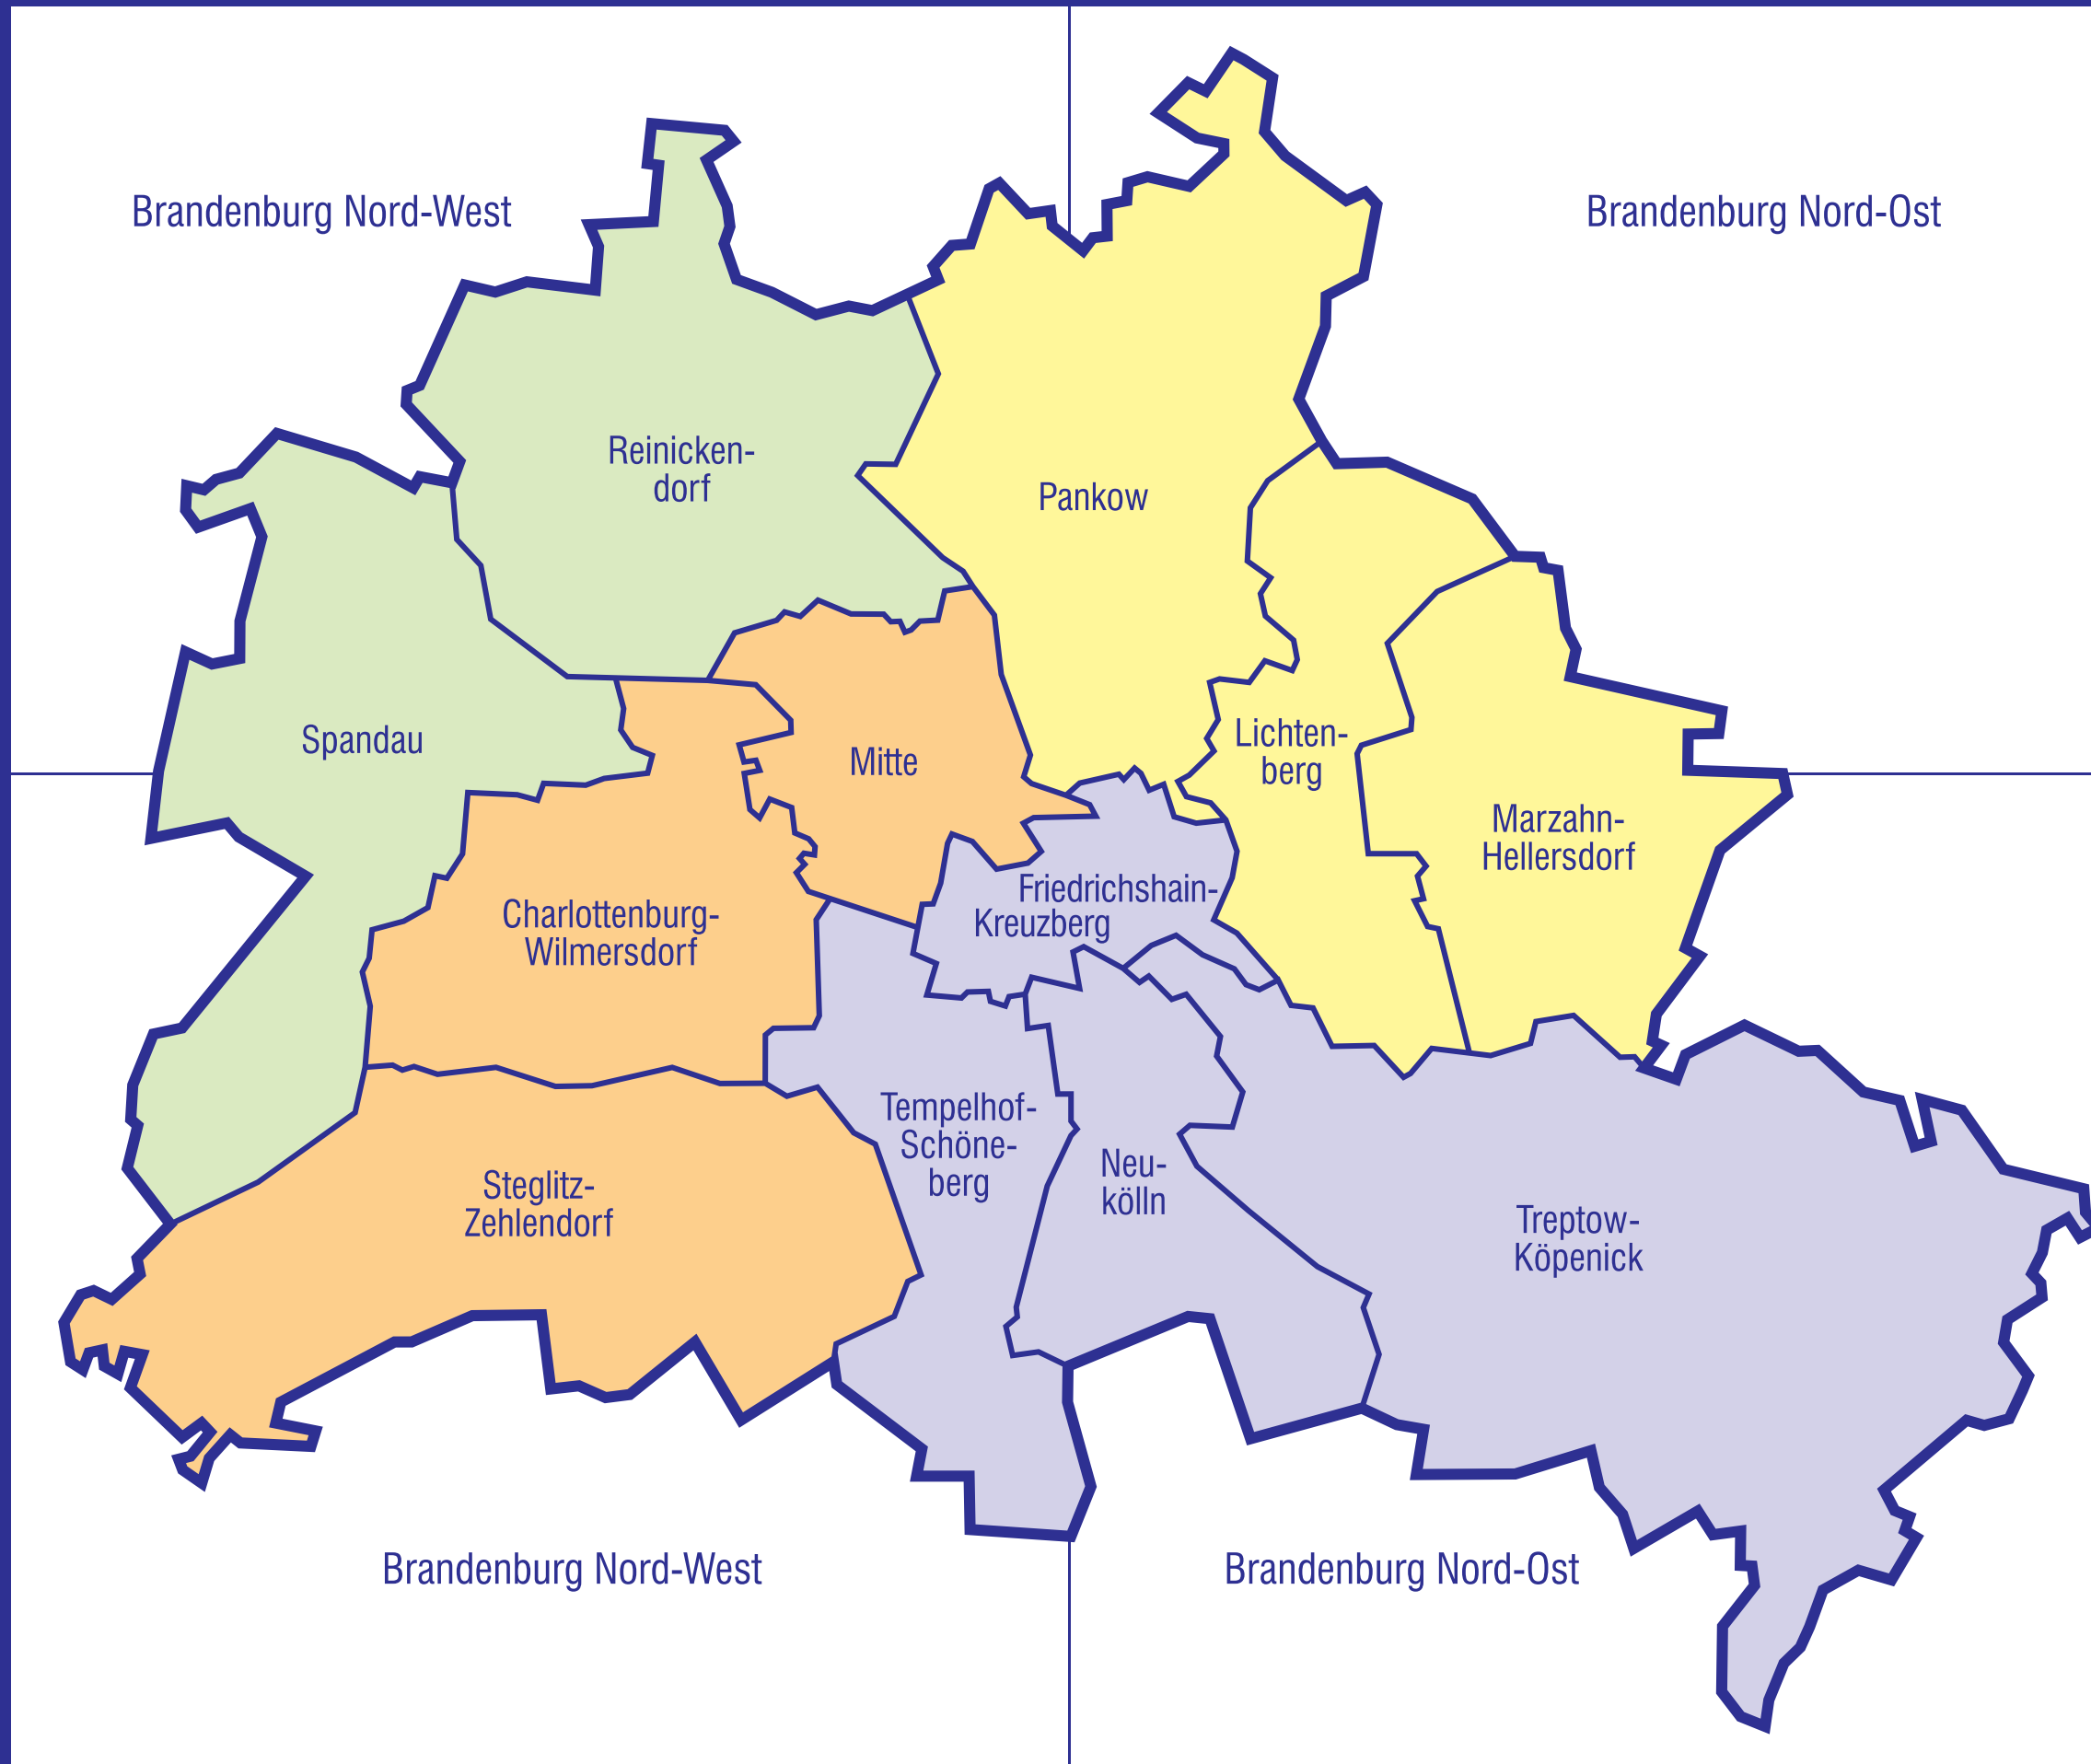 Brandenburg Nord-West
Brandenburg Nord-Ost
Reinicken-
dorf
Pankow
Spandau
Mitte
Lichten-
berg
Marzahn-
Hellersdorf
Charlottenburg-
Wilmersdorf
Friedrichshain-
Kreuzberg
Tempelhof-
Schöne-
berg
Neu-
kölln
Steglitz-
Zehlendorf
Treptow-
Köpenick
Brandenburg Nord-West
Brandenburg Nord-Ost